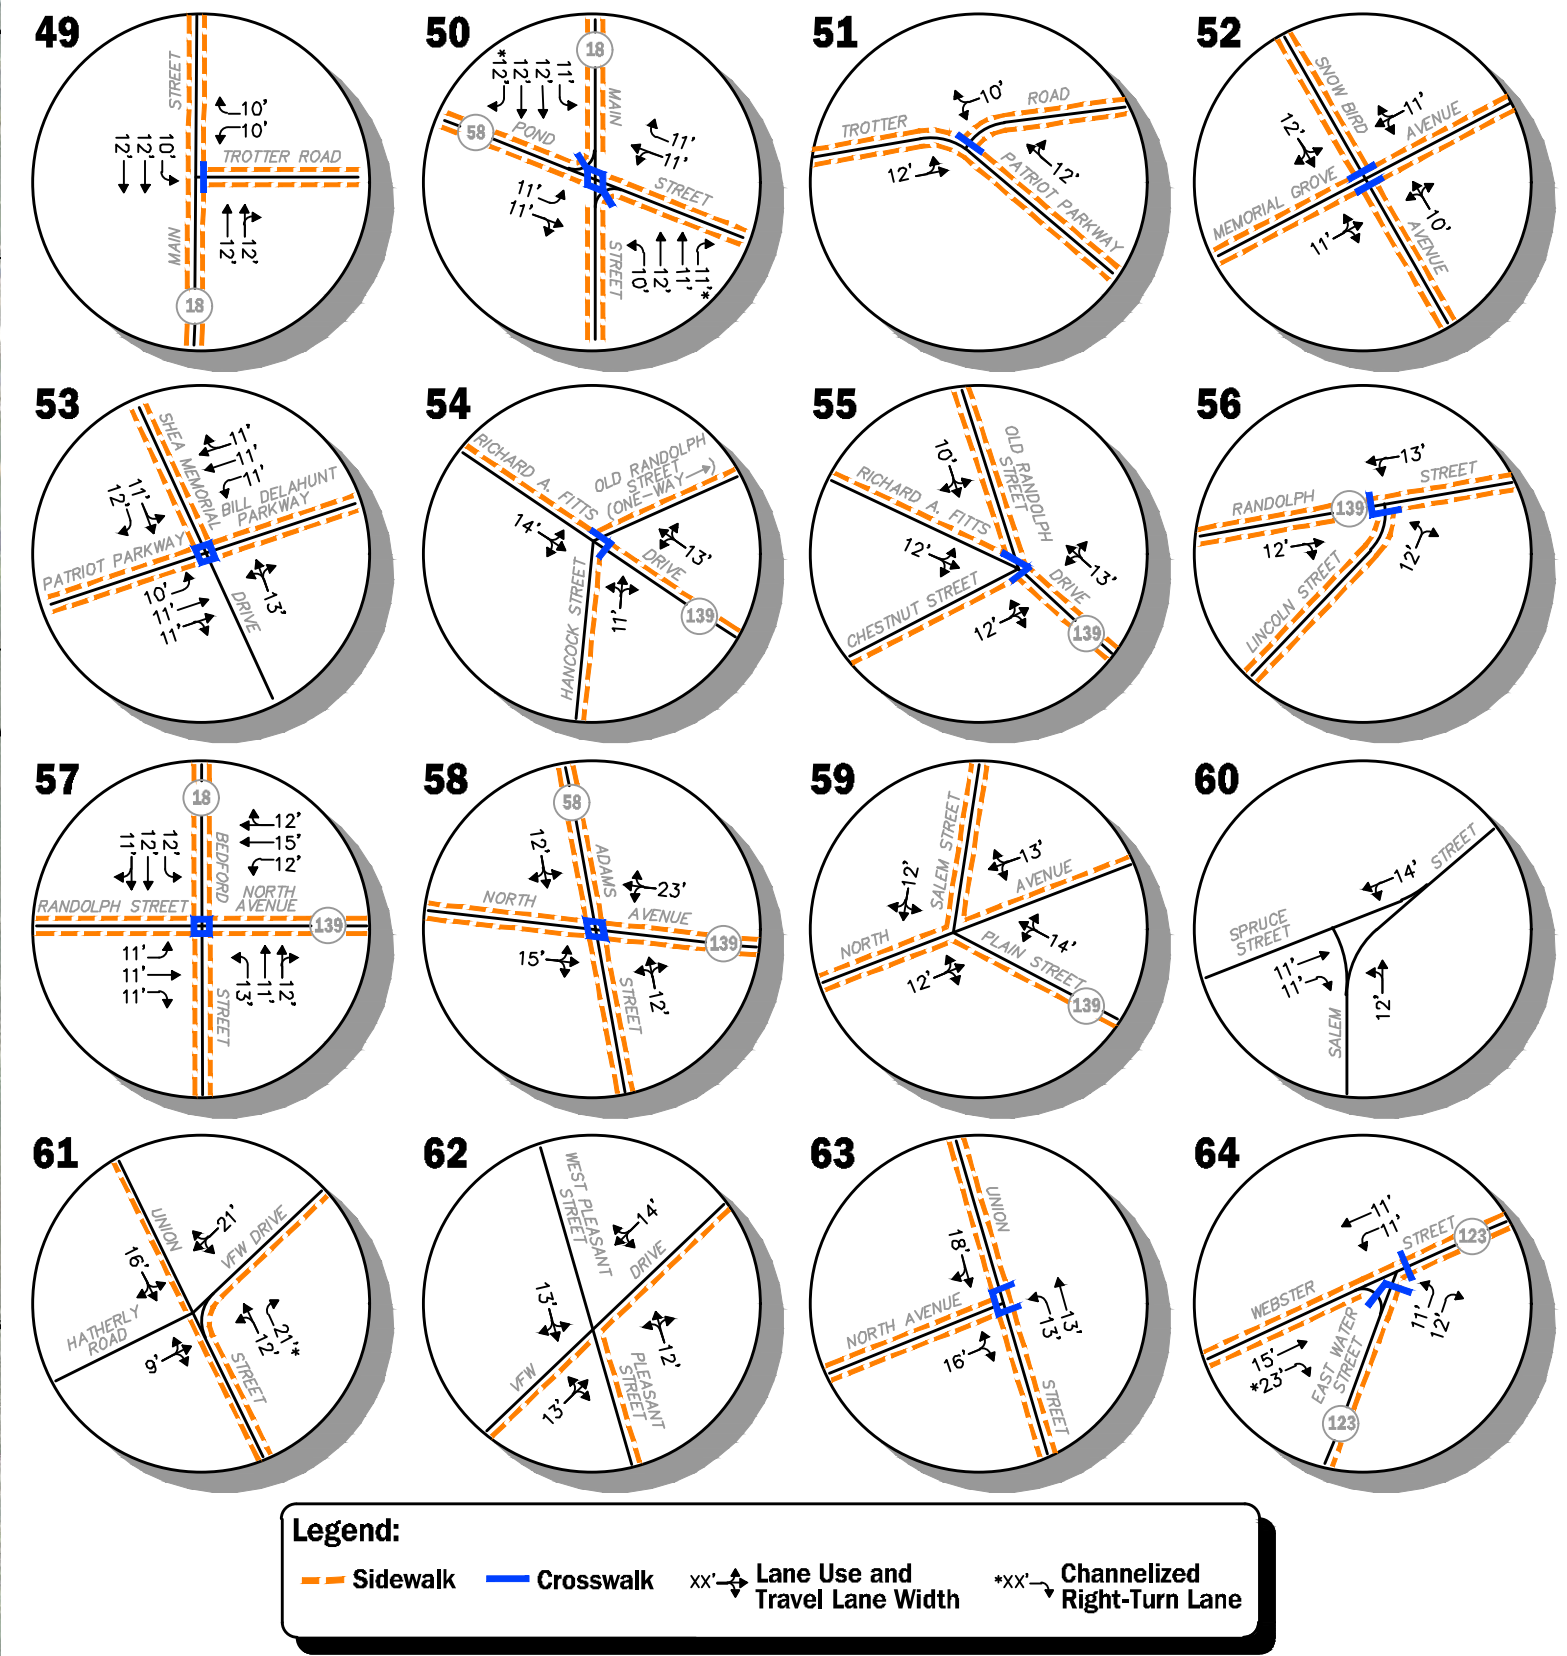 49
STREET
10'
10'
12'
12'
10'
TROTTER ROAD
12'
12'
MAIN
18
50
18
*12'
12'
12'
11'
MAIN
58
POND
11'
11'
11'
11'
STREET
STREET
10'
12'
11'
11'*
51
10'
ROAD
TROTTER
12'
12'
PATRIOT PARKWAY
52
SNOW BIRD
11'
AVENUE
12'
MEMORIAL GROVE
11'
10'
AVENUE
53
SHEA MEMORIAL
11'
11'
11'
12'
11'
BILL DELAHUNT
PARKWAY
PATRIOT PARKWAY
10'
11'
11'
13'
DRIVE
54
RICHARD A. FITTS
OLD RANDOLPH
STREET
(ONE-WAY→)
14'
13'
DRIVE
HANCOCK STREET
11'
139
55
OLD RANDOLPH
STREET
10'
RICHARD A. FITTS
12'
13'
DRIVE
CHESTNUT STREET
12'
139
56
13'
STREET
RANDOLPH
139
12'
12'
LINCOLN STREET
57
18
11'
12'
12'
BEDFORD
12'
15'
12'
RANDOLPH STREET
NORTH
AVENUE
139
11'
11'
11'
STREET
13'
11'
12'
58
58
12'
ADAMS
23'
NORTH
AVENUE
139
15'
12'
STREET
59
SALEM STREET
12'
13'
AVENUE
NORTH
PLAIN STREET
14'
12'
139
60
14'
STREET
SPRUCE
STREET
11'
11'
12'
SALEM
61
UNION
21'
VFW DRIVE
16'
HATHERLY
ROAD
9'
12'
21'*
STREET
62
WEST PLEASANT
STREET
14'
DRIVE
13'
12'
VFW
13'
PLEASANT
STREET
63
UNION
18'
NORTH AVENUE
13'
13'
16'
STREET
64
11'
11'
STREET
123
WEBSTER
15'
*23'
EAST WATER
STREET
11'
12'
123
Legend:
Sidewalk
Crosswalk
XX'
Lane Use and
Travel Lane Width
*XX'
Channelized
Right-Turn Lane